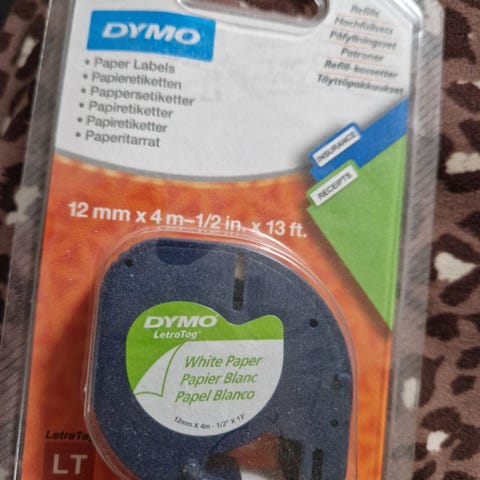 DYMO
Refills
Nachfüllsets
Påfyllningsset
Patroner
Refill-kassetter
Täyttöpakkaukset
• Paper Labels
• Papieretiketten
• Pappersetiketter
• Papiretiketter
• Papiretiketter
• Paperitarrat
INSURANCE
RECEIPTS
12 mm x 4 m–1/2 in. x 13 ft.
DYMO
LetraTag™
White Paper
Papier Blanc
Papel Blanco
12mm X 4m - 1/2" X 13'
LetraTag
LT